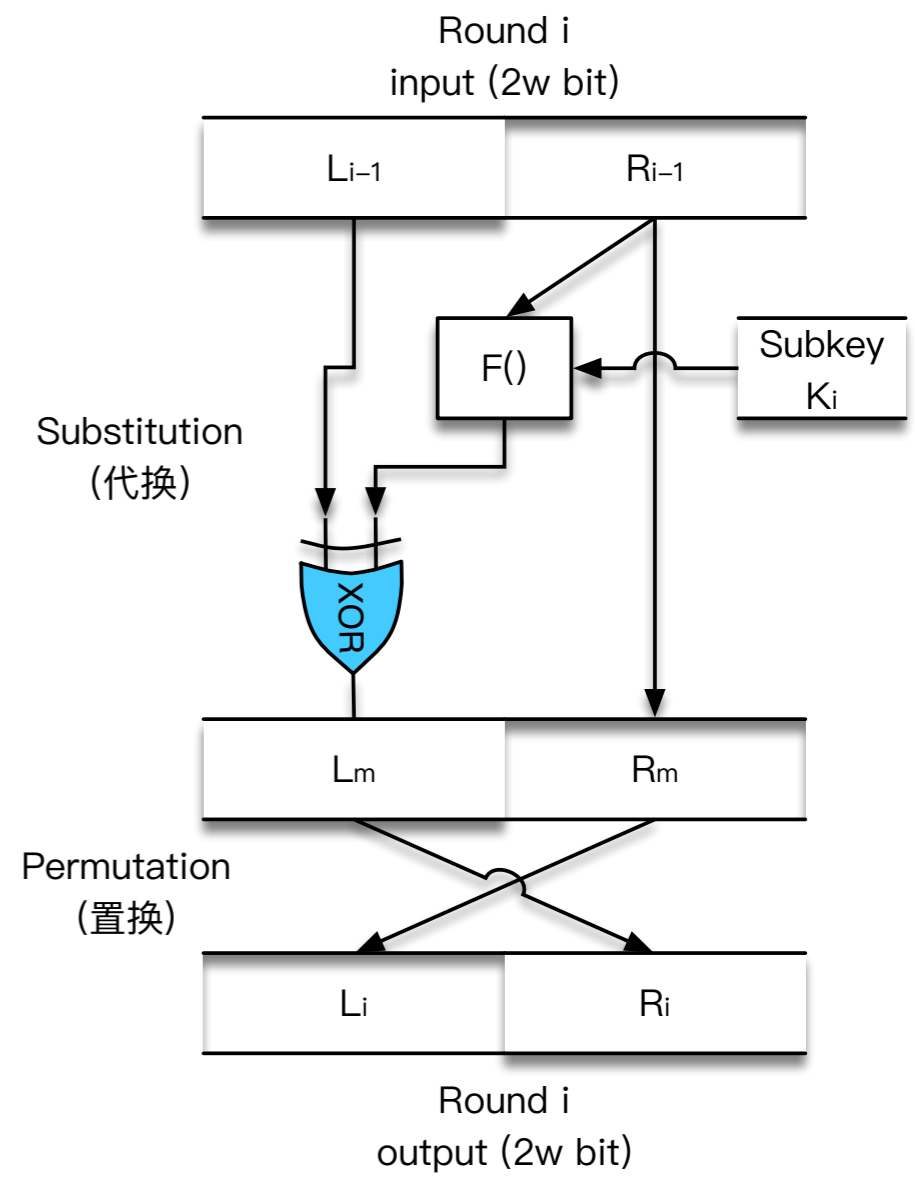 Round i
input (2w bit)
Li−1
Ri−1
F()
Subkey
Ki
Substitution
(代换)
XOR
Lm
Rm
Permutation
(置换)
Li
Ri
Round i
output (2w bit)